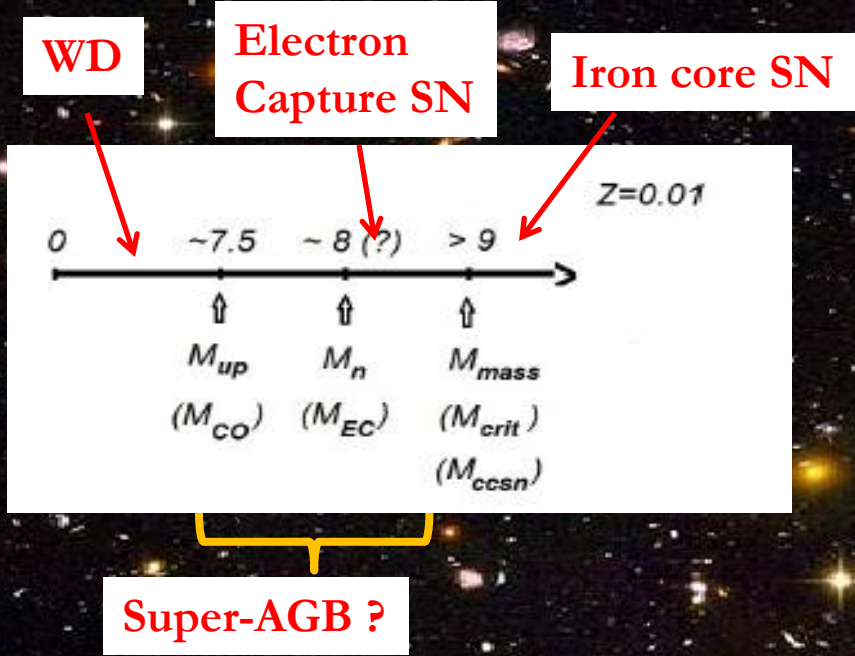 WD
Electron
Capture SN
Iron core SN
Z=0.01
0 ~7.5 ~ 8 (?) > 9
M_up M_n M_mass
(M_CO) (M_EC) (M_crit)
(M_ccsn)
Super-AGB ?